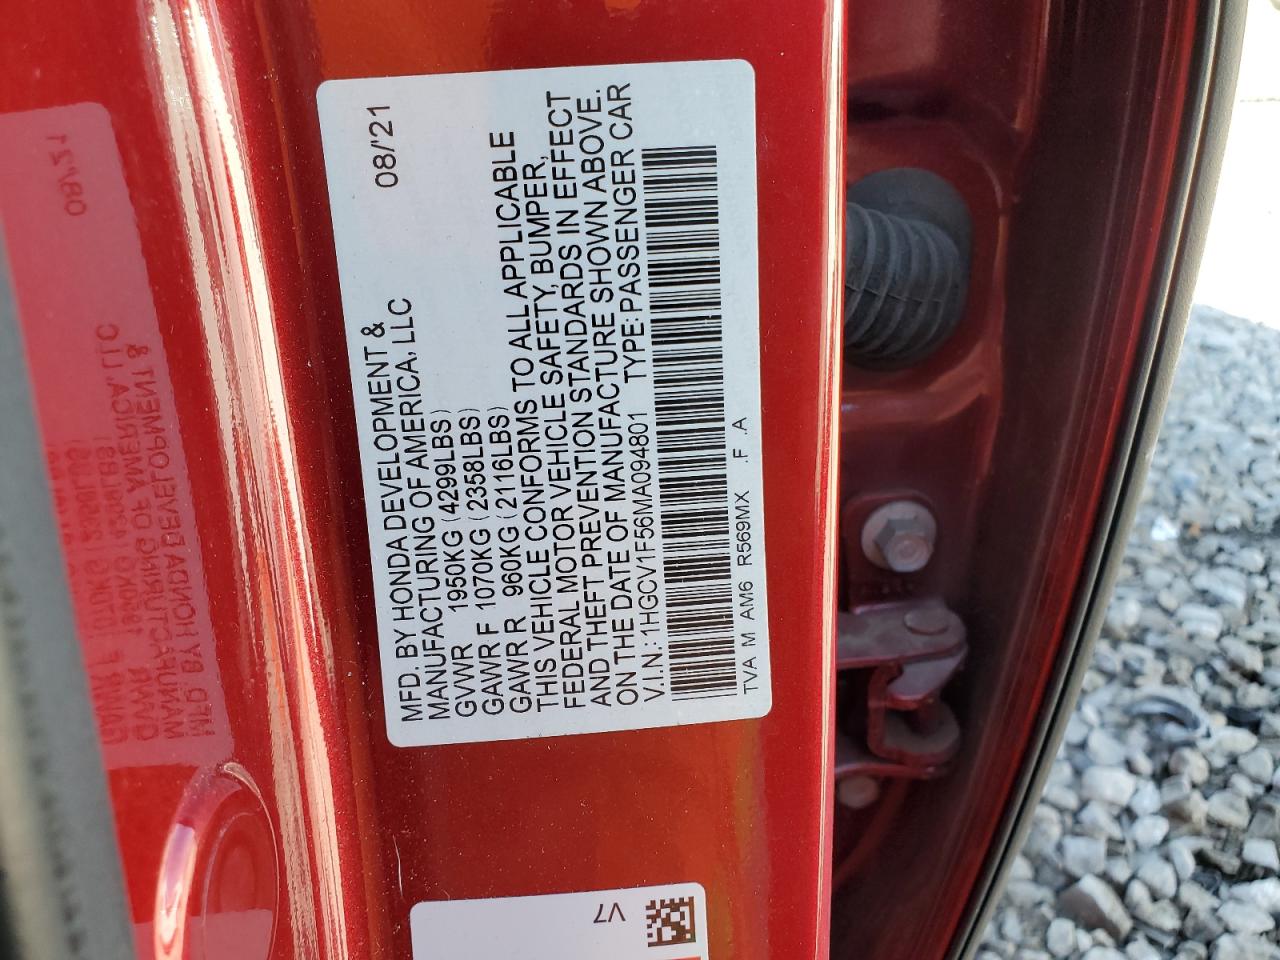 MFD. BY HONDA DEVELOPMENT & 08/'21
MANUFACTURING OF AMERICA, LLC
GVWR 1950KG (4299LBS)
GAWR F 1070KG (2358LBS)
GAWR R 960KG (2116LBS)
THIS VEHICLE CONFORMS TO ALL APPLICABLE
FEDERAL MOTOR VEHICLE SAFETY, BUMPER,
AND THEFT PREVENTION STANDARDS IN EFFECT
ON THE DATE OF MANUFACTURE SHOWN ABOVE.
V.I.N.: 1HGCV1F56MA094801 TYPE: PASSENGER CAR
TVA M AM6 R569MX .F .A
V7